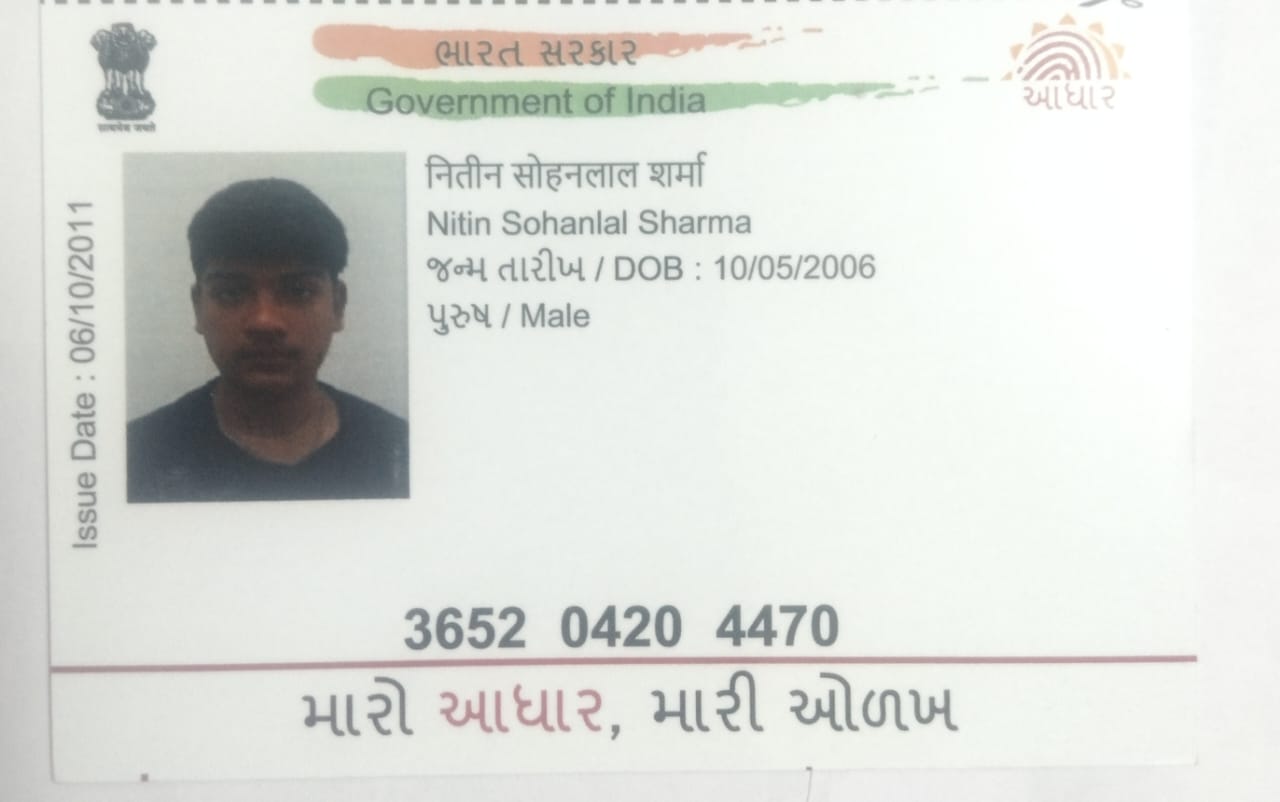 ભારત સરકાર
Government of India
આધાર
सत्यमेव जयते
Issue Date : 06/10/2011
नितीन सोहनलाल शर्मा
Nitin Sohanlal Sharma
જન્મ તારીખ / DOB : 10/05/2006
પુરુષ / Male
3652 0420 4470
મારો આધાર, મારી ઓળખ